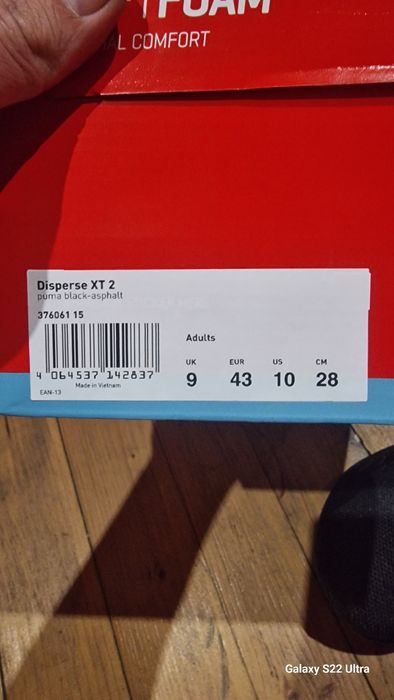 FOAM
AL COMFORT
Disperse XT 2
puma black-asphalt
376061 15
Adults
UK EUR US CM
9 43 10 28
4 064537 142837
Made in Vietnam
EAN-13
Galaxy S22 Ultra